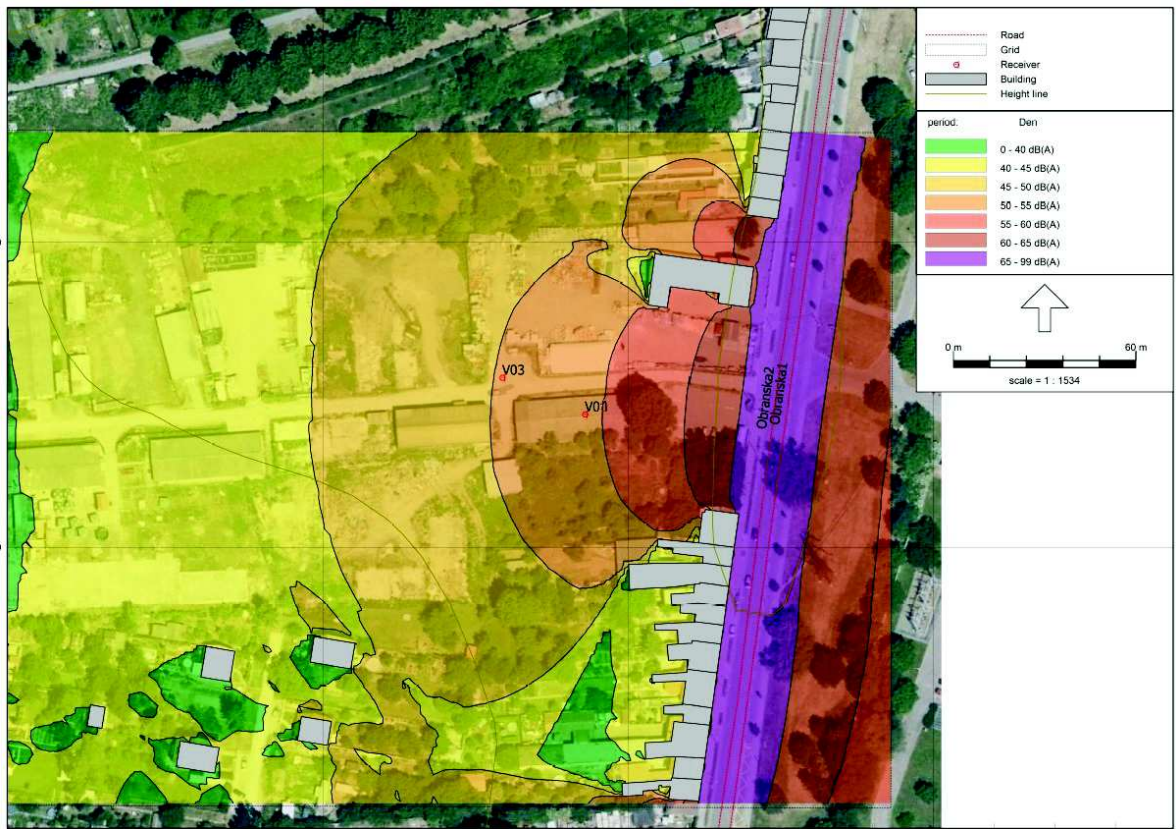 Road
Grid
Receiver
Building
Height line
period: Den
0 - 40 dB(A)
40 - 45 dB(A)
45 - 50 dB(A)
50 - 55 dB(A)
55 - 60 dB(A)
60 - 65 dB(A)
65 - 99 dB(A)
0 m 60 m
scale = 1 : 1534
V03
Obranska2
Obranska1